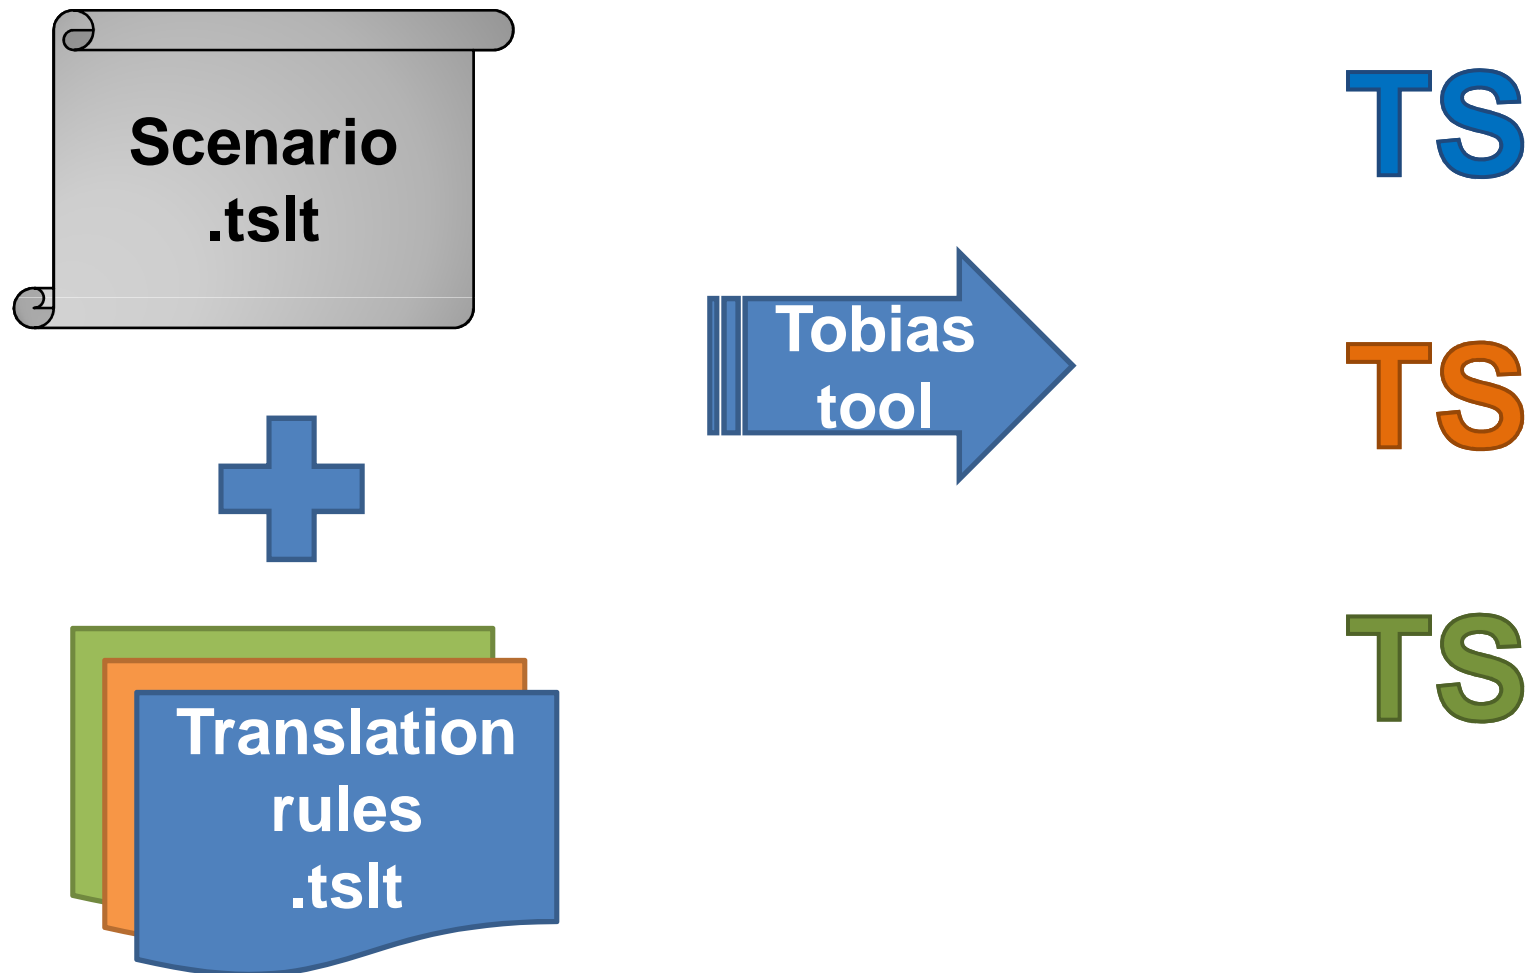 Scenario
.tslt
Tobias
tool
Translation
rules
.tslt
TS
TS
TS